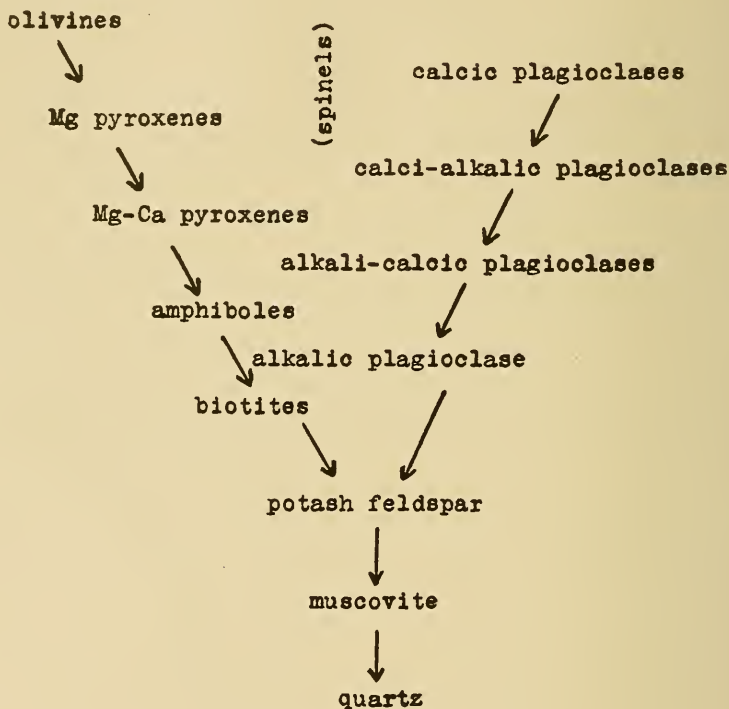 olivines
(spinels)
calcic plagioclases
Mg pyroxenes
calci-alkalic plagioclases
Mg-Ca pyroxenes
alkali-calcic plagioclases
amphiboles
alkalic plagioclase
biotites
potash feldspar
muscovite
quartz